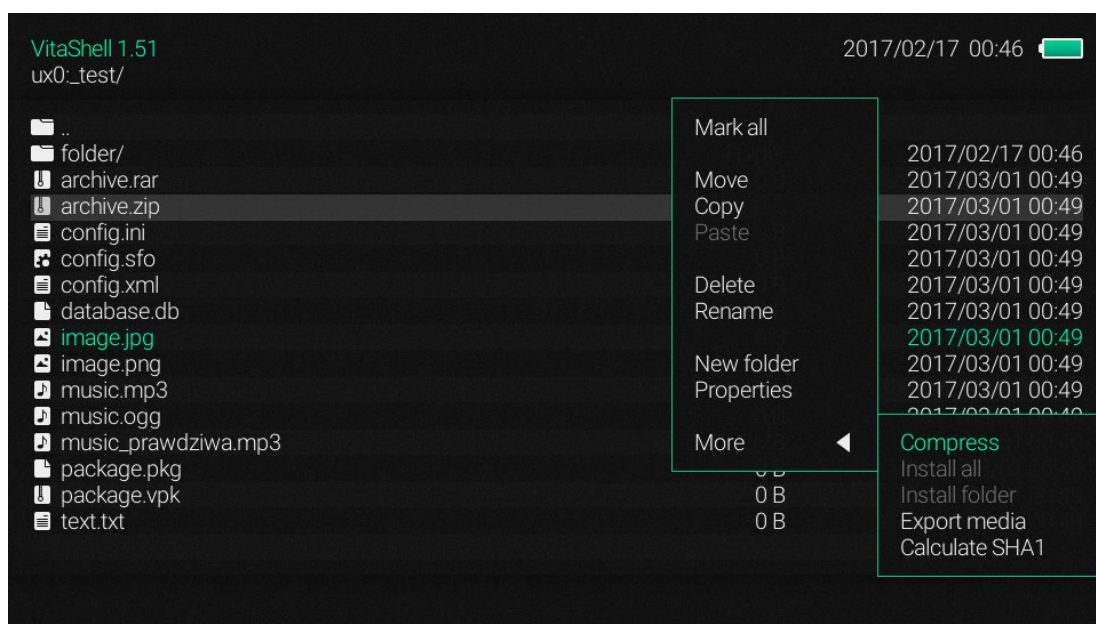 VitaShell 1.51
2017/02/17 00:46
ux0:_test/
..
folder/
archive.rar
archive.zip
config.ini
config.sfo
config.xml
database.db
image.jpg
image.png
music.mp3
music.ogg
music_prawdziwa.mp3
package.pkg
package.vpk
text.txt
0 B
0 B
Mark all
Move
Copy
Paste
Delete
Rename
New folder
Properties
More
2017/02/17 00:46
2017/03/01 00:49
2017/03/01 00:49
2017/03/01 00:49
2017/03/01 00:49
2017/03/01 00:49
2017/03/01 00:49
2017/03/01 00:49
2017/03/01 00:49
2017/03/01 00:49
Compress
Install all
Install folder
Export media
Calculate SHA1